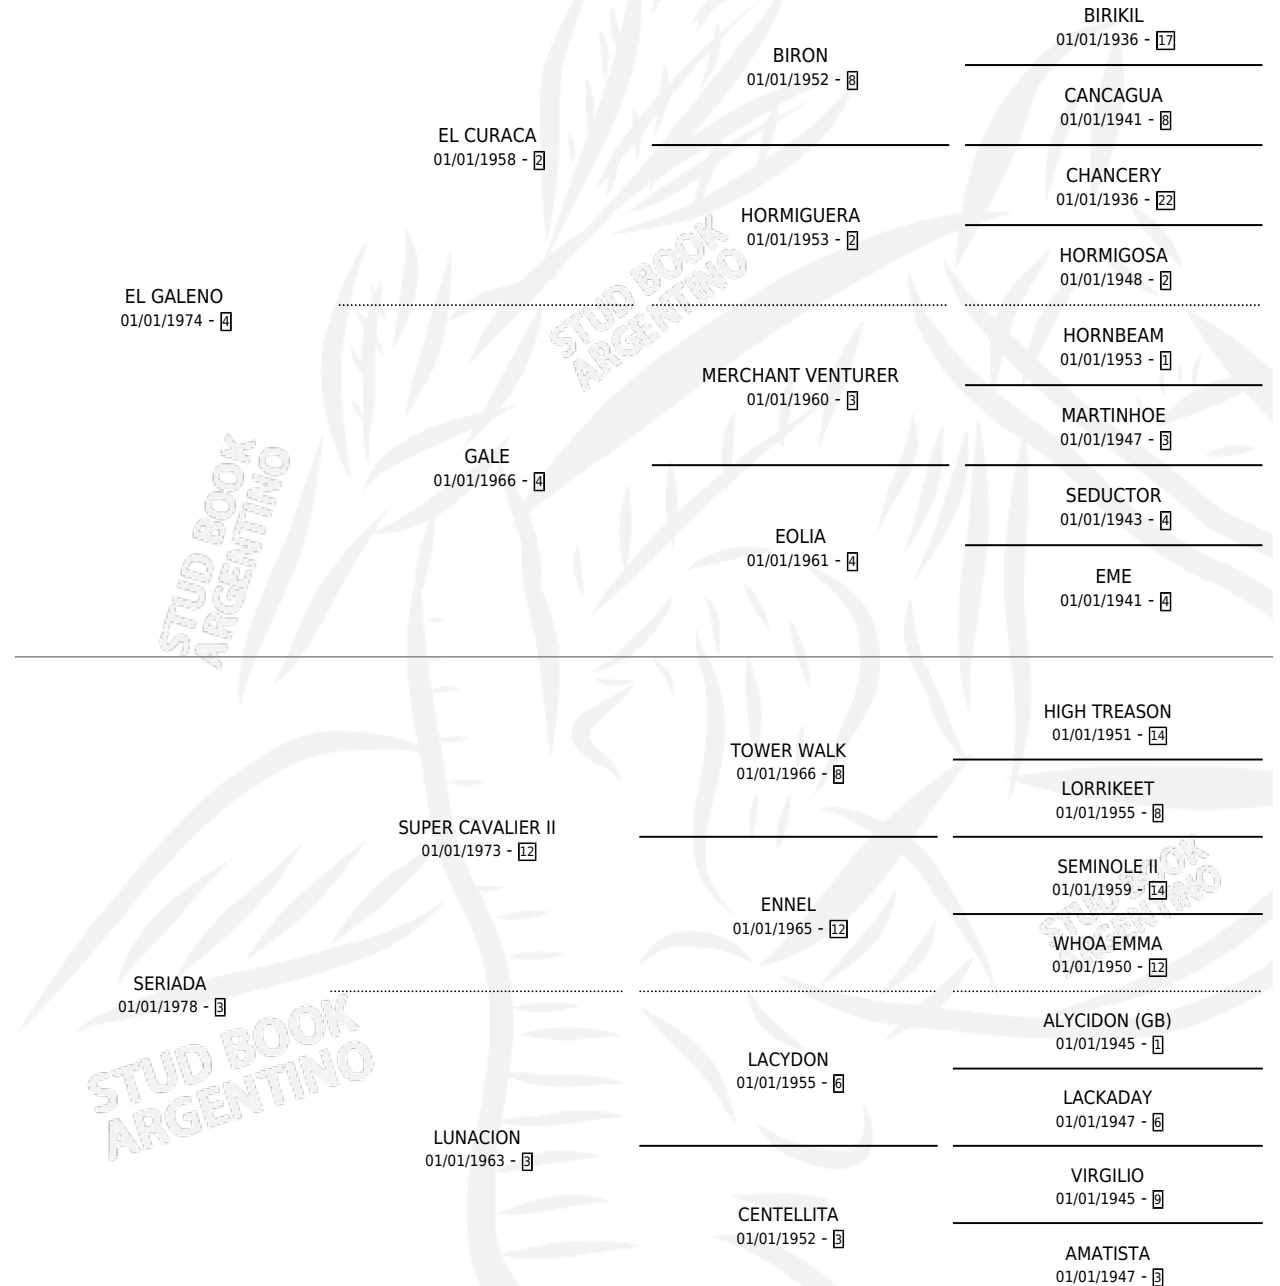 BIRIKIL
01/01/1936 - 17
BIRON
01/01/1952 - 8
CANCAGUA
01/01/1941 - 8
EL CURACA
01/01/1958 - 2
CHANCERY
01/01/1936 - 22
HORMIGUERA
01/01/1953 - 2
HORMIGOSA
01/01/1948 - 2
EL GALENO
01/01/1974 - 4
HORNBEAM
01/01/1953 - 1
MERCHANT VENTURER
01/01/1960 - 3
MARTINHOE
01/01/1947 - 3
GALE
01/01/1966 - 4
SEDUCTOR
01/01/1943 - 4
EOLIA
01/01/1961 - 4
EME
01/01/1941 - 4
HIGH TREASON
01/01/1951 - 14
TOWER WALK
01/01/1966 - 8
LORRIKEET
01/01/1955 - 8
SUPER CAVALIER II
01/01/1973 - 12
SEMINOLE II
01/01/1959 - 14
ENNEL
01/01/1965 - 12
WHOA EMMA
01/01/1950 - 12
SERIADA
01/01/1978 - 3
ALYCIDON (GB)
01/01/1945 - 1
LACYDON
01/01/1955 - 6
LACKADAY
01/01/1947 - 6
LUNACION
01/01/1963 - 3
VIRGILIO
01/01/1945 - 9
CENTELLITA
01/01/1952 - 3
AMATISTA
01/01/1947 - 3
STUD BOOK
ARGENTINO
STUD BOOK
ARGENTINO
STUD BOOK
ARGENTINO
STUD BOOK
ARGENTINO